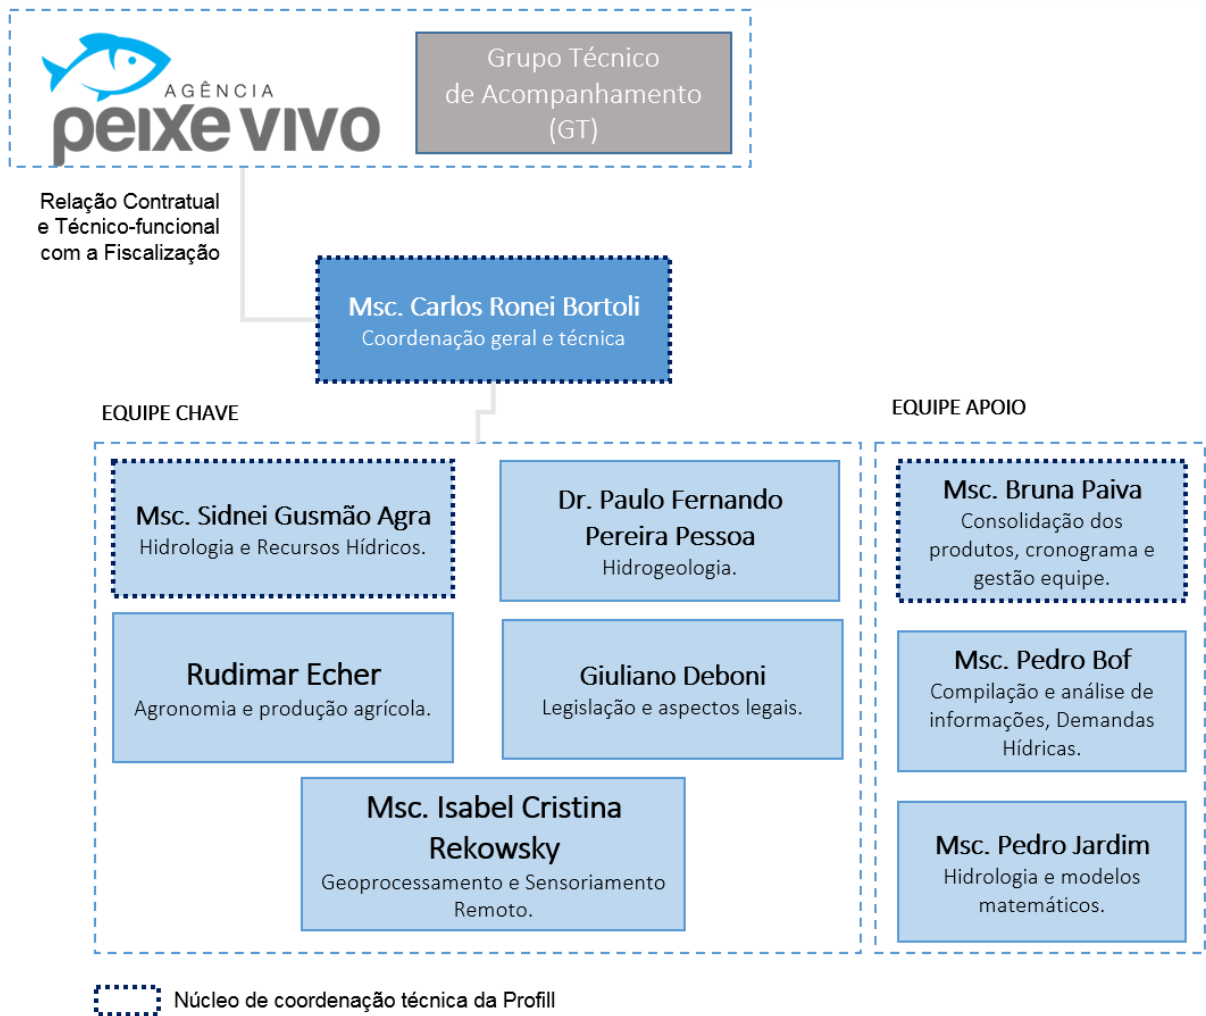 AGÊNCIA
peixe vivo
Grupo Técnico
de Acompanhamento
(GT)
Relação Contratual
e Técnico-funcional
com a Fiscalização
Msc. Carlos Ronei Bortoli
Coordenação geral e técnica
EQUIPE CHAVE
Msc. Sidnei Gusmão Agra
Hidrologia e Recursos Hídricos.
Dr. Paulo Fernando
Pereira Pessoa
Hidrogeologia.
Rudimar Echer
Agronomia e produção agrícola.
Giuliano Deboni
Legislação e aspectos legais.
Msc. Isabel Cristina
Rekowsky
Geoprocessamento e Sensoriamento
Remoto.
EQUIPE APOIO
Msc. Bruna Paiva
Consolidação dos
produtos, cronograma e
gestão equipe.
Msc. Pedro Bof
Compilação e análise de
informações, Demandas
Hídricas.
Msc. Pedro Jardim
Hidrologia e modelos
matemáticos.
Núcleo de coordenação técnica da Profill